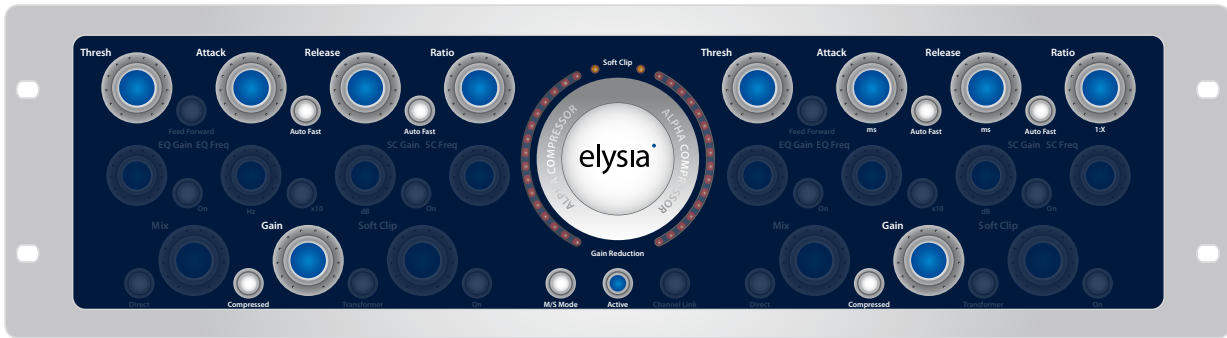 Thresh Attack Release Ratio Soft Clip Thresh Attack Release Ratio
Feed Forward Auto Fast Auto Fast Feed Forward ms Auto Fast ms Auto Fast 1:X
EQ Gain EQ Freq SC Gain SC Freq EQ Gain EQ Freq SC Gain SC Freq
ALPHA COMPRESSOR
elysia
ALPHA COMPRESSOR
On Hz x10 dB On On Hz x10 dB On
Mix Gain Soft Clip Gain Reduction Mix Gain Soft Clip
Direct Compressed Transformer On M/S Mode Active Channel Link Direct Compressed Transformer On